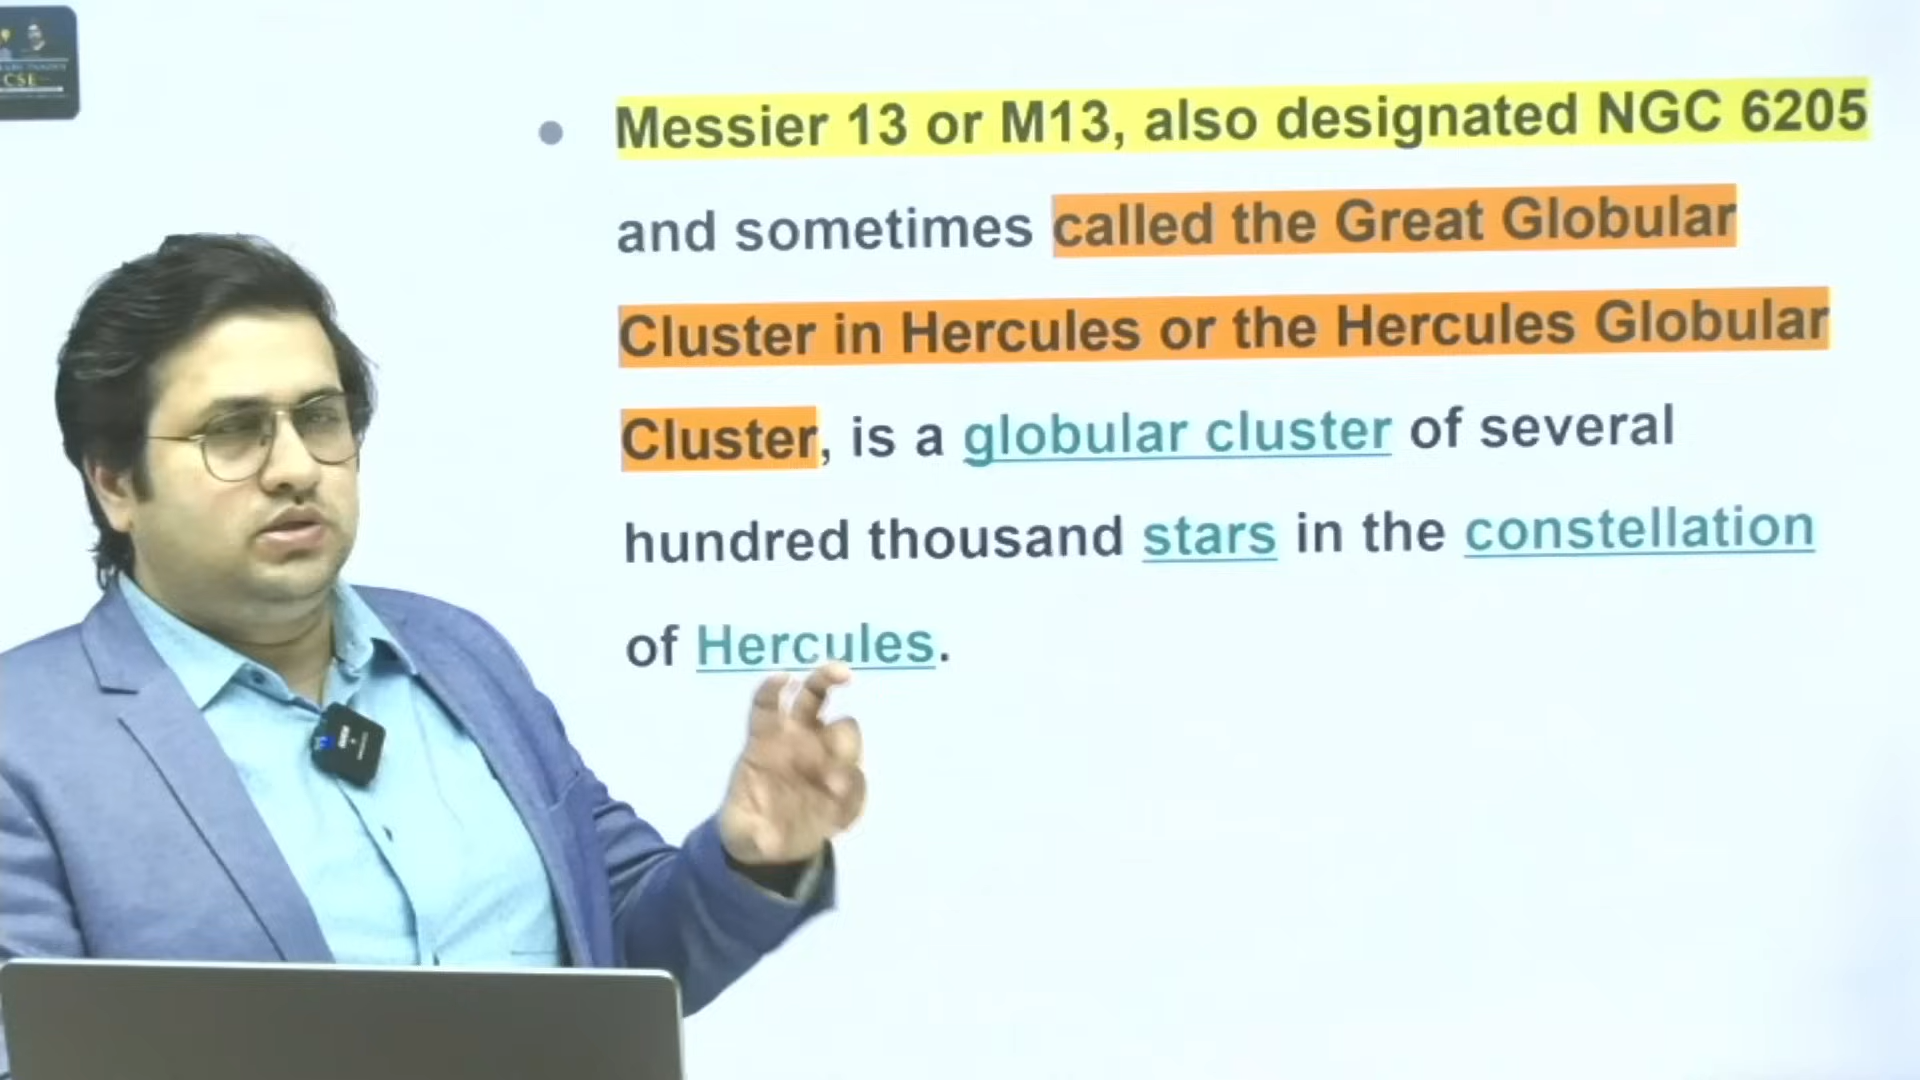 CSE
Messier 13 or M13, also designated NGC 6205
and sometimes called the Great Globular
Cluster in Hercules or the Hercules Globular
Cluster, is a globular cluster of several
hundred thousand stars in the constellation
of Hercules.